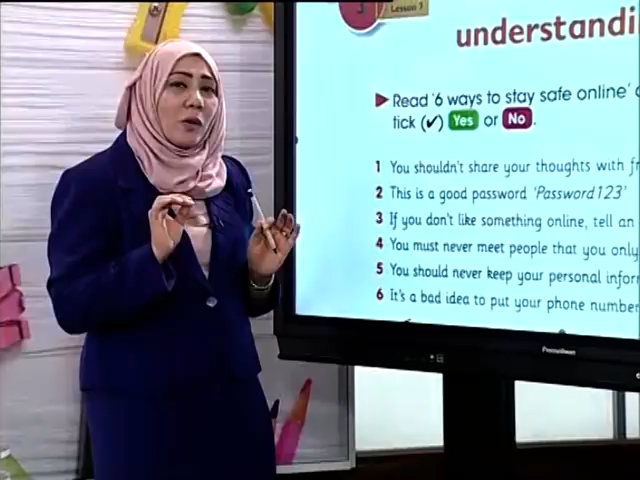 Lesson 3
understandi
Read '6 ways to stay safe online'
tick (✓) Yes or No.
1 You shouldn't share your thoughts with fr
2 This is a good password 'Password123'
3 If you don't like something online, tell an
4 You must never meet people that you only
5 You should never keep your personal infor
6 It's a bad idea to put your phone number
Promethean